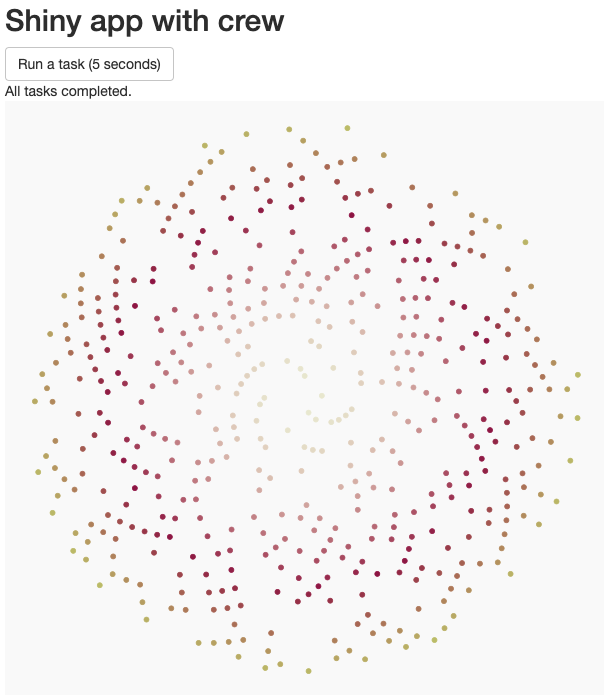 Shiny app with crew
Run a task (5 seconds)
All tasks completed.